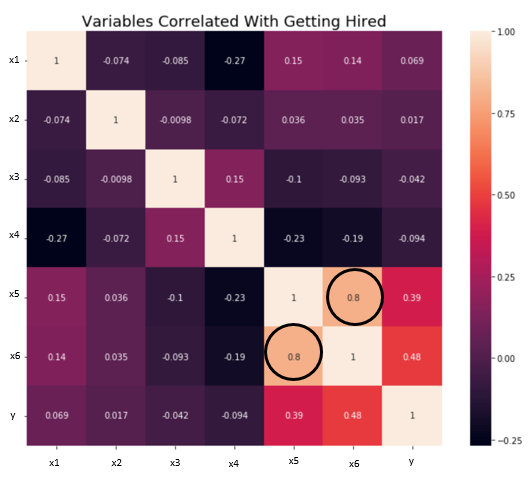 Variables Correlated With Getting Hired
x1 1 -0.074 -0.085 -0.27 0.15 0.14 0.069
x2 -0.074 1 -0.0098 -0.072 0.036 0.035 0.017
x3 -0.085 -0.0098 1 0.15 -0.1 -0.093 -0.042
x4 -0.27 -0.072 0.15 1 -0.23 -0.19 -0.094
x5 0.15 0.036 -0.1 -0.23 1 0.8 0.39
x6 0.14 0.035 -0.093 -0.19 0.8 1 0.48
y 0.069 0.017 -0.042 -0.094 0.39 0.48 1
x1 x2 x3 x4 x5 x6 y
1.00
0.75
0.50
0.25
0.00
−0.25